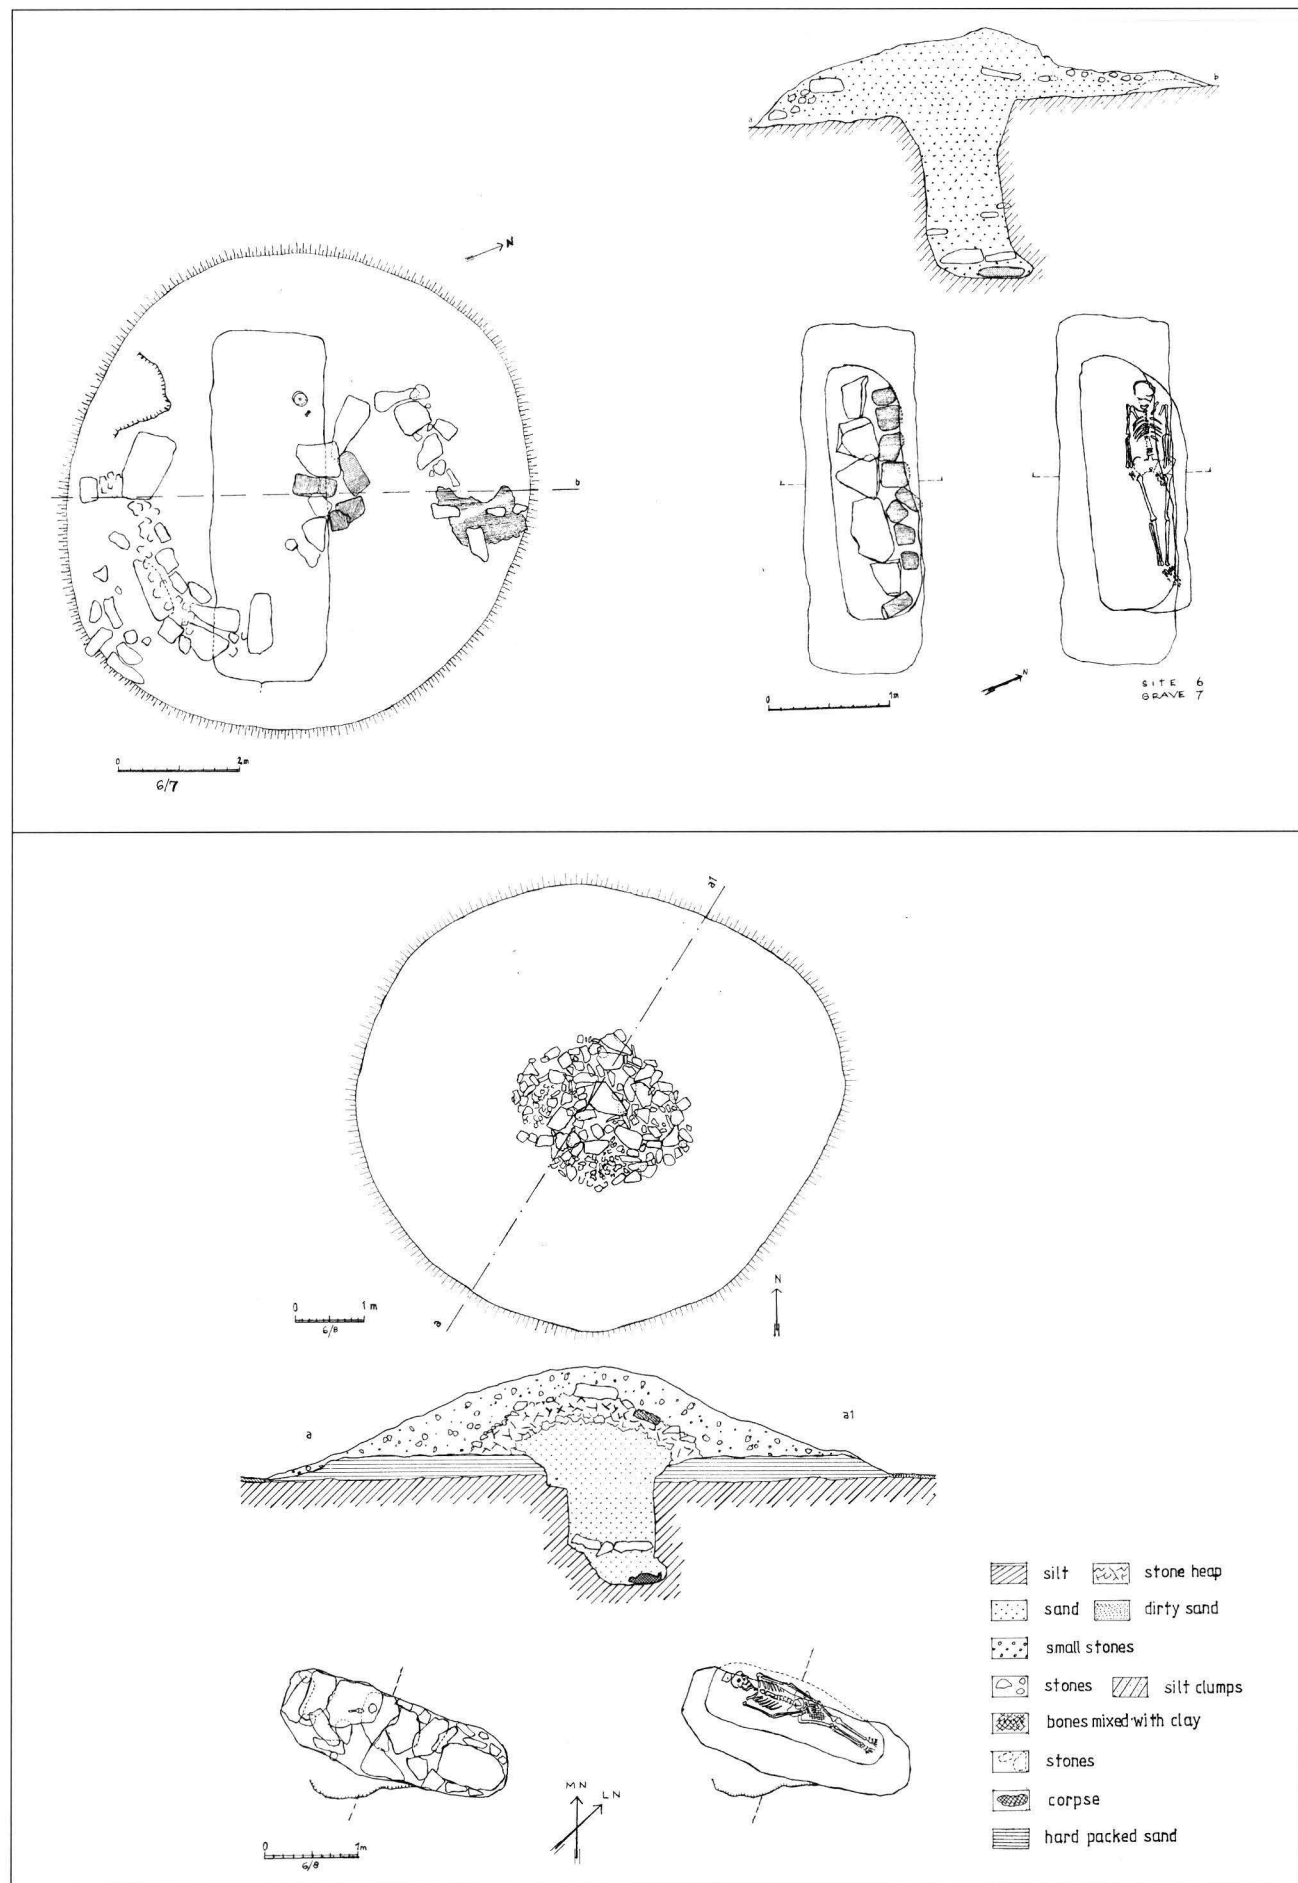 a
b
N
b
0 2m
6/7
0 1m
N
SITE 6
GRAVE 7
a1
a
N
0 1 m
6/8
a
a1
silt
stone heap
sand
dirty sand
small stones
stones
silt clumps
bones mixed with clay
stones
corpse
hard packed sand
MN
LN
0 1m
6/8